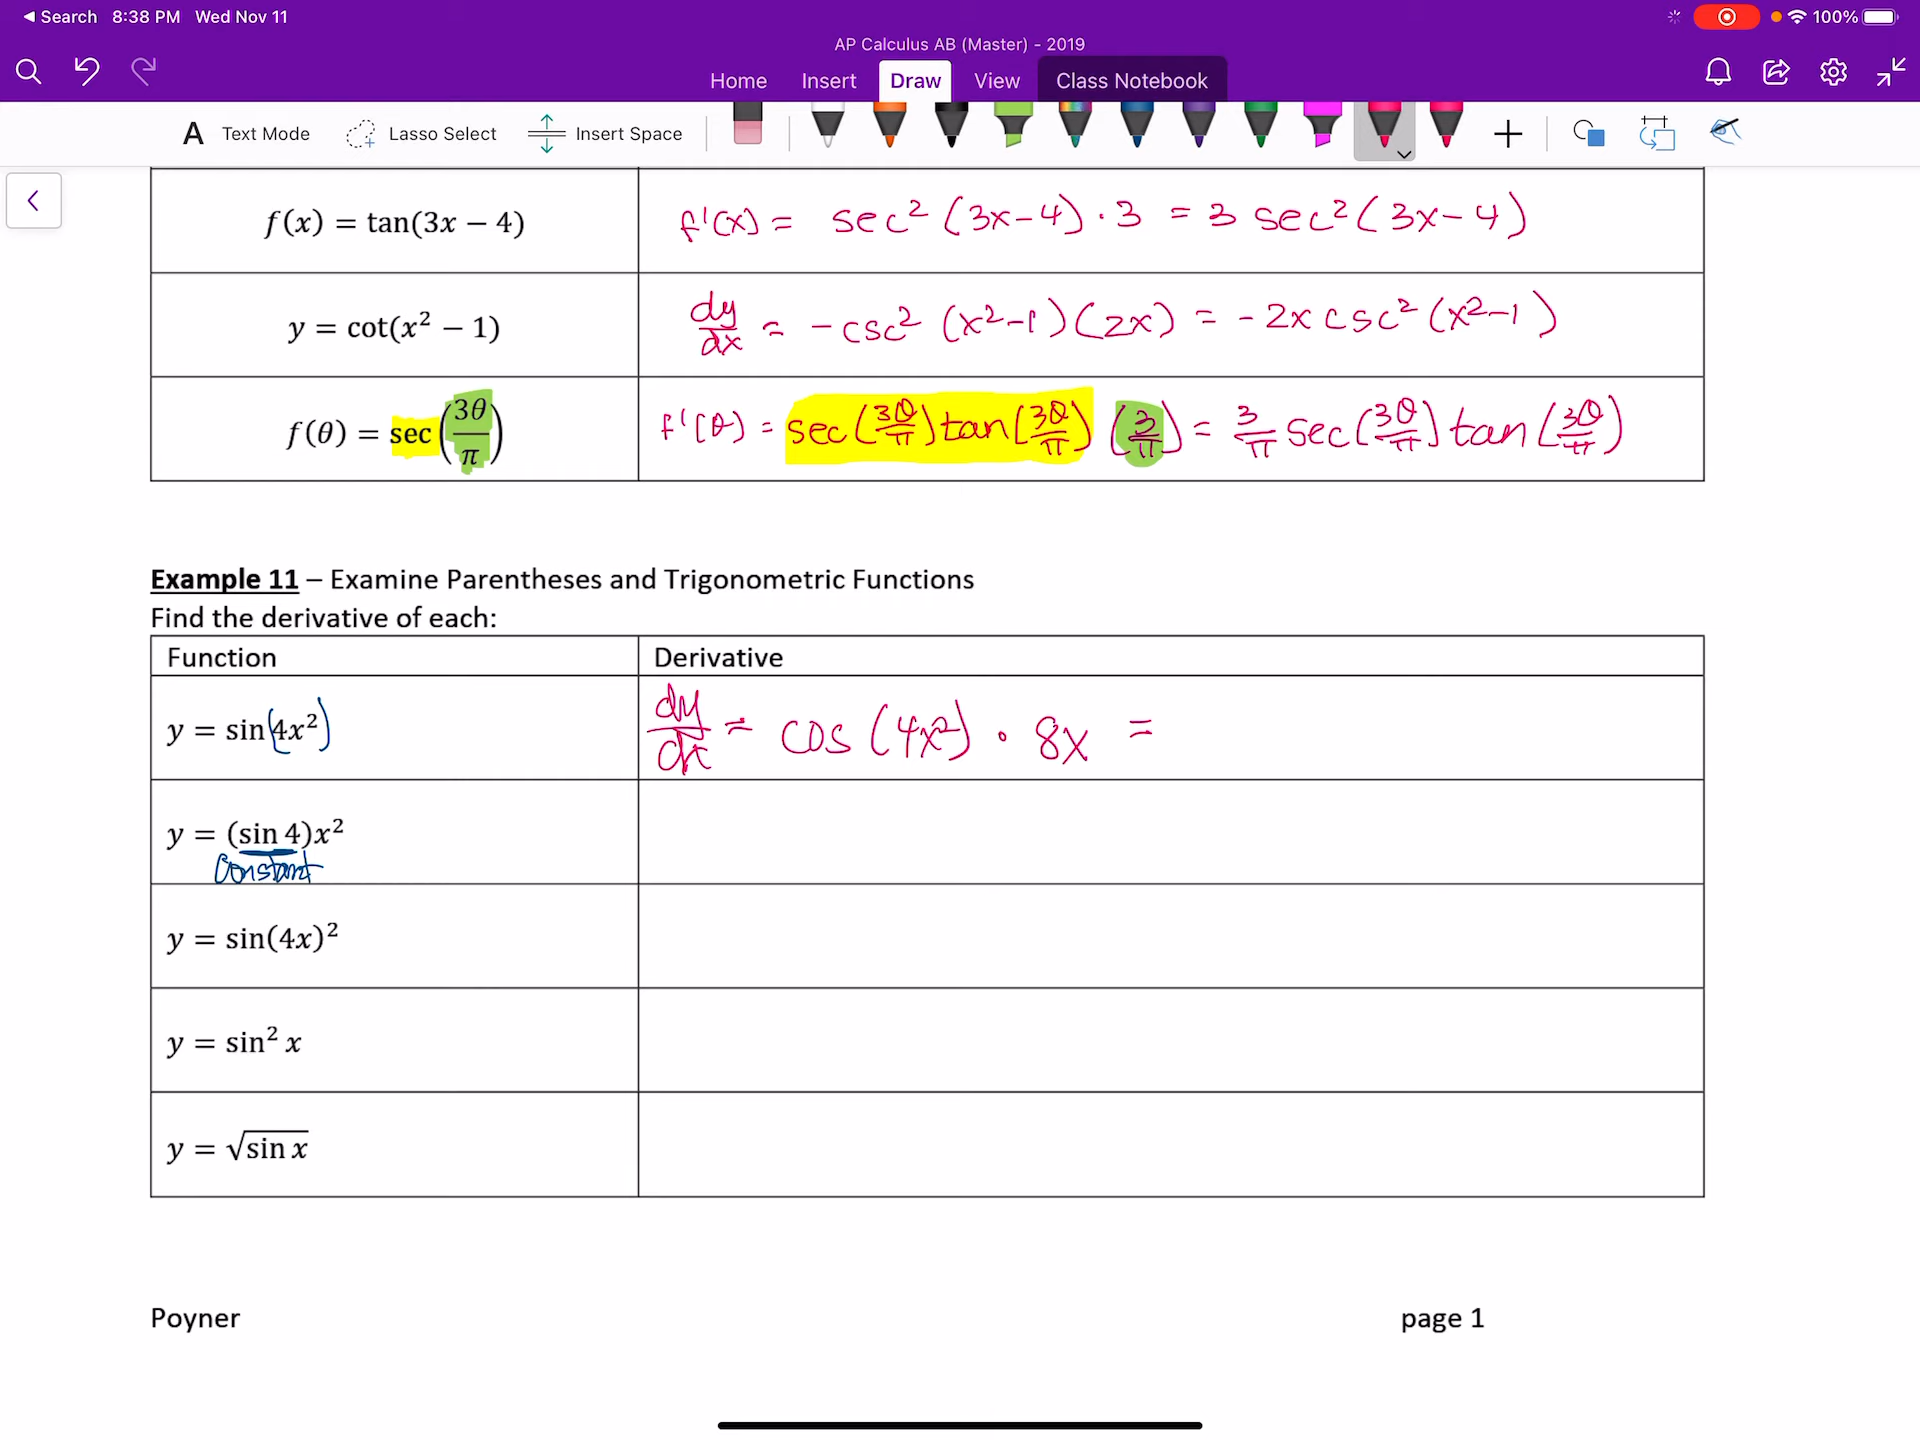 Search 8:38 PM Wed Nov 11 100%
AP Calculus AB (Master) - 2019
Home Insert Draw View Class Notebook
A Text Mode Lasso Select Insert Space
f(x) = tan(3x − 4) f'(x) = sec² (3x−4) · 3 = 3 sec² (3x−4)
y = cot(x² − 1) dy/dx = −csc² (x²−1)(2x) = −2x csc² (x²−1)
f(θ) = sec(3θ/π) f'(θ) = sec(3θ/π) tan(3θ/π) (3/π) = 3/π sec(3θ/π) tan(3θ/π)
Example 11 – Examine Parentheses and Trigonometric Functions
Find the derivative of each:
Function Derivative
y = sin(4x²) dy/dx = cos (4x²) · 8x =
y = (sin 4)x²
Constant
y = sin(4x)²
y = sin² x
y = √sin x
Poyner page 1